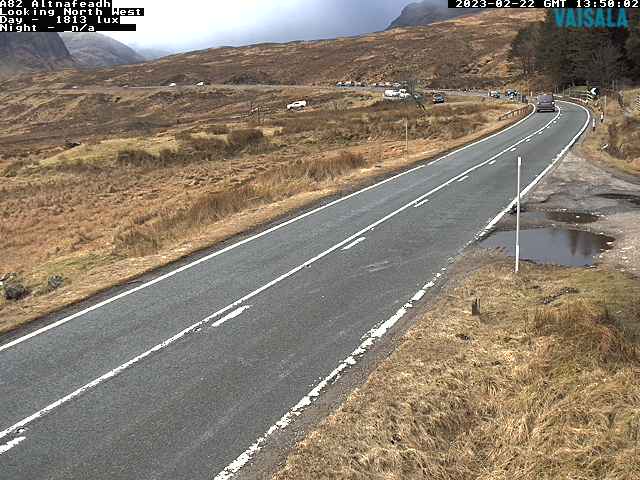 A82 Altnafeadh
Looking North West
Day - 1813 lux
Night - n/a
2023-02-22 GMT 13:50:02
VAISALA